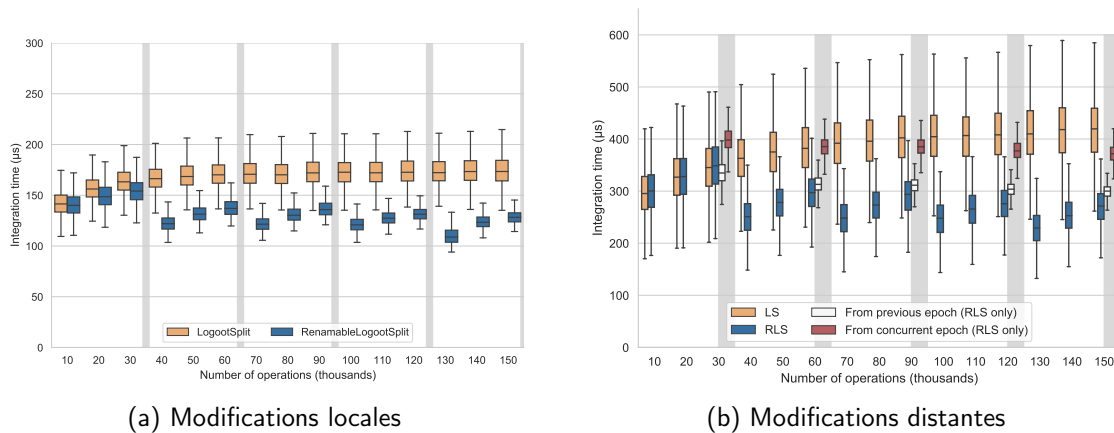 300
250
200
150
100
50
0
Integration time (μs)
LogootSplit
RenamableLogootSplit
10 20 30 40 50 60 70 80 90 100 110 120 130 140 150
Number of operations (thousands)
(a) Modifications locales
600
500
400
300
200
100
0
Integration time (μs)
LS
From previous epoch (RLS only)
RLS
From concurrent epoch (RLS only)
10 20 30 40 50 60 70 80 90 100 110 120 130 140 150
Number of operations (thousands)
(b) Modifications distantes